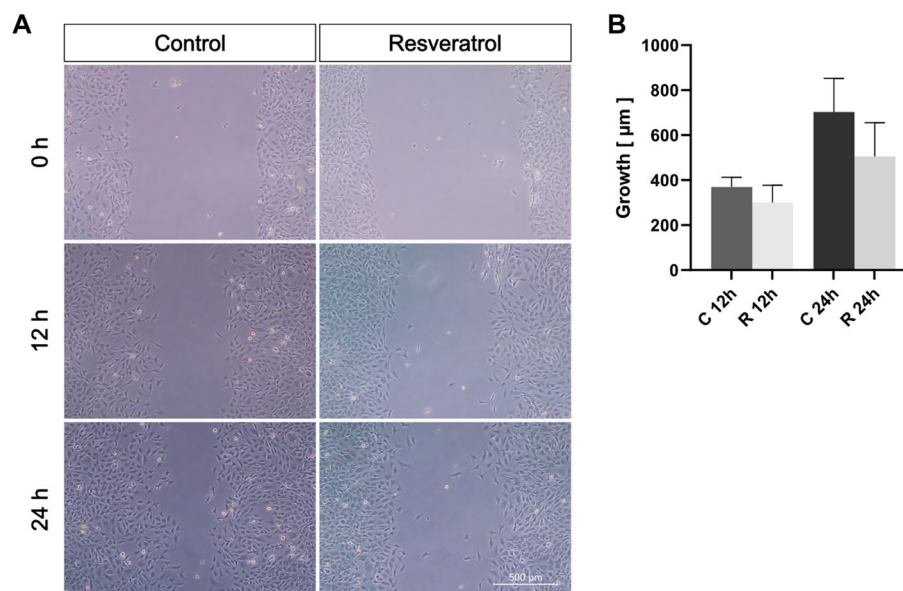 A
Control
Resveratrol
0 h
12 h
24 h
500 µm
B
Growth [ µm ]
1000
800
600
400
200
0
C 12h
R 12h
C 24h
R 24h